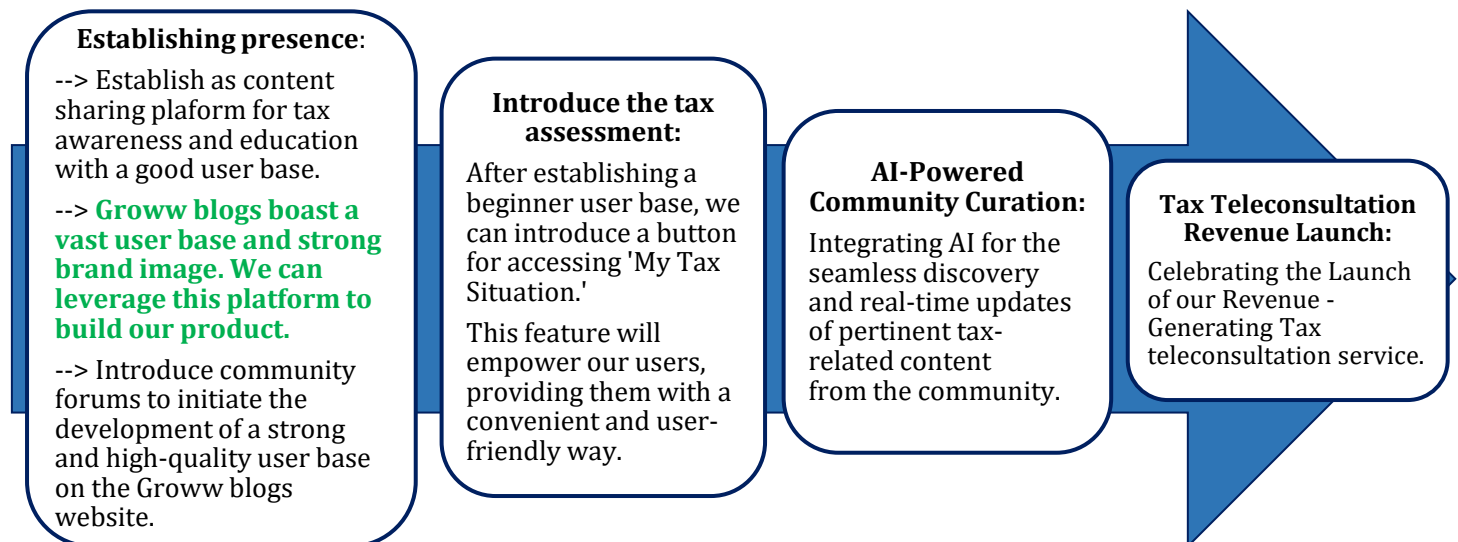 Establishing presence:
--> Establish as content
sharing plaform for tax
awareness and education
with a good user base.
--> Groww blogs boast a
vast user base and strong
brand image. We can
leverage this platform to
build our product.
--> Introduce community
forums to initiate the
development of a strong
and high-quality user base
on the Groww blogs
website.
Introduce the tax
assessment:
After establishing a
beginner user base, we
can introduce a button
for accessing 'My Tax
Situation.'
This feature will
empower our users,
providing them with a
convenient and user-
friendly way.
AI-Powered
Community Curation:
Integrating AI for the
seamless discovery
and real-time updates
of pertinent tax-
related content
from the community.
Tax Teleconsultation
Revenue Launch:
Celebrating the Launch
of our Revenue -
Generating Tax
teleconsultation service.